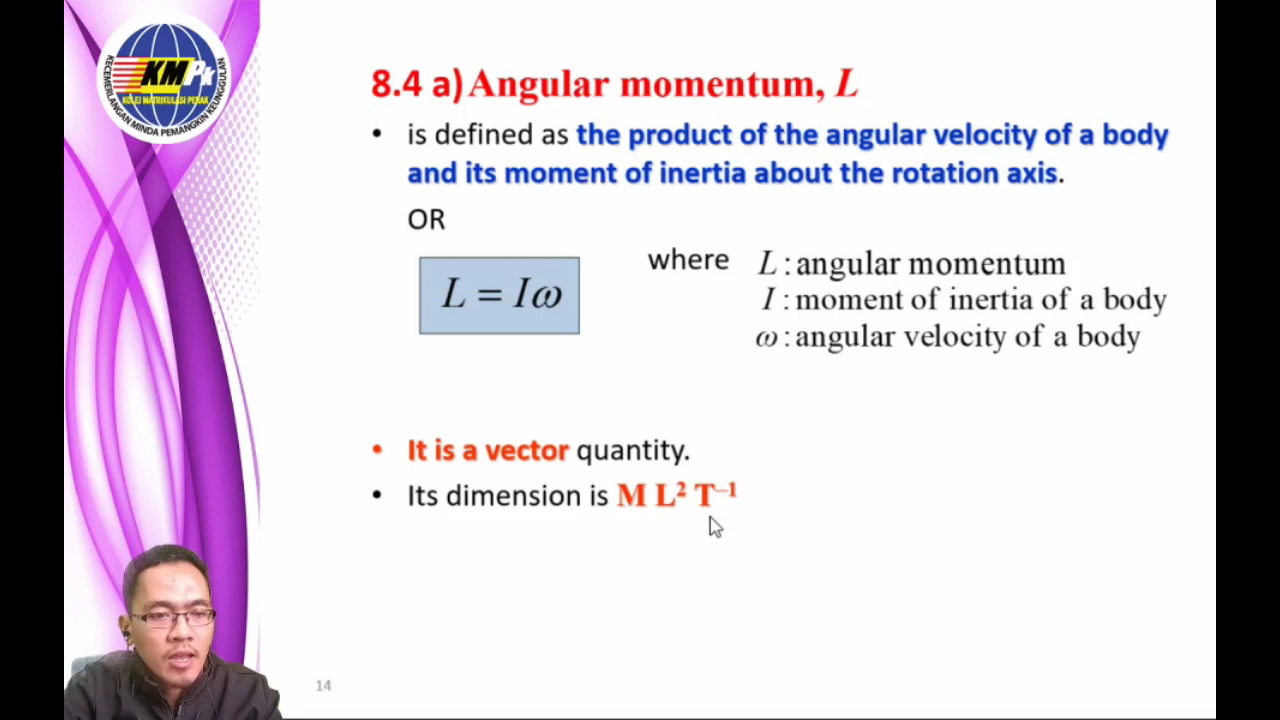 KECEMERLANGAN MINDA PEMANGKIN KEUNGGULAN
KMPk
KOLEJ MATRIKULASI PERAK
8.4 a) Angular momentum, L
• is defined as the product of the angular velocity of a body
and its moment of inertia about the rotation axis.
OR
L = Iω
where L : angular momentum
I : moment of inertia of a body
ω : angular velocity of a body
• It is a vector quantity.
• Its dimension is M L² T⁻¹
14